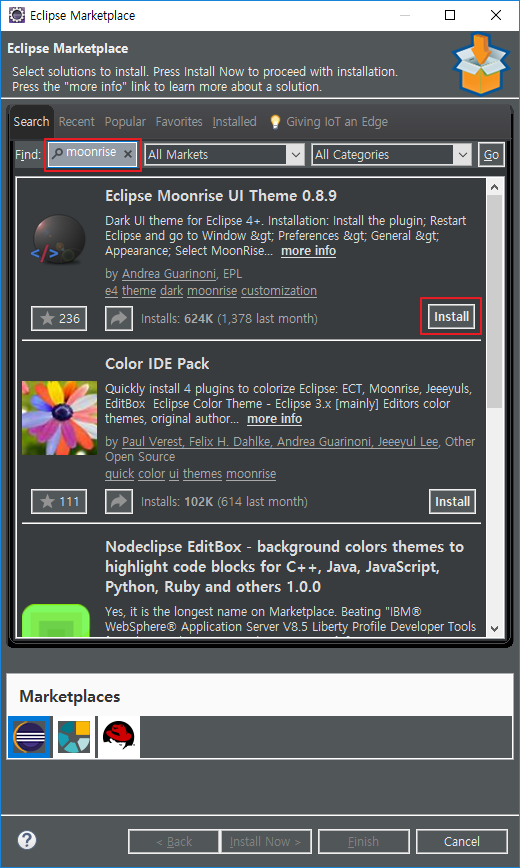 Eclipse Marketplace
Eclipse Marketplace
Select solutions to install. Press Install Now to proceed with installation.
Press the "more info" link to learn more about a solution.
Search Recent Popular Favorites Installed Giving IoT an Edge
Find: moonrise All Markets All Categories Go
Eclipse Moonrise UI Theme 0.8.9
Dark UI theme for Eclipse 4+. Installation: Install the plugin; Restart
Eclipse and go to Window &gt; Preferences &gt; General &gt;
Appearance; Select MoonRise... more info
by Andrea Guarinoni, EPL
e4 theme dark moonrise customization
236 Installs: 624K (1,378 last month) Install
Color IDE Pack
Quickly install 4 plugins to colorize Eclipse: ECT, Moonrise, Jeeeyuls,
EditBox Eclipse Color Theme - Eclipse 3.x [mainly] Editors color
themes, original author... more info
by Paul Verest, Felix H. Dahlke, Andrea Guarinoni, Jeeeyul Lee, Other
Open Source
quick color ui themes moonrise
111 Installs: 102K (614 last month) Install
Nodeclipse EditBox - background colors themes to
highlight code blocks for C++, Java, JavaScript,
Python, Ruby and others 1.0.0
Yes, it is the longest name on Marketplace. Beating "IBM®
WebSphere® Application Server V8.5 Liberty Profile Developer Tools
Marketplaces
< Back Install Now > Finish Cancel